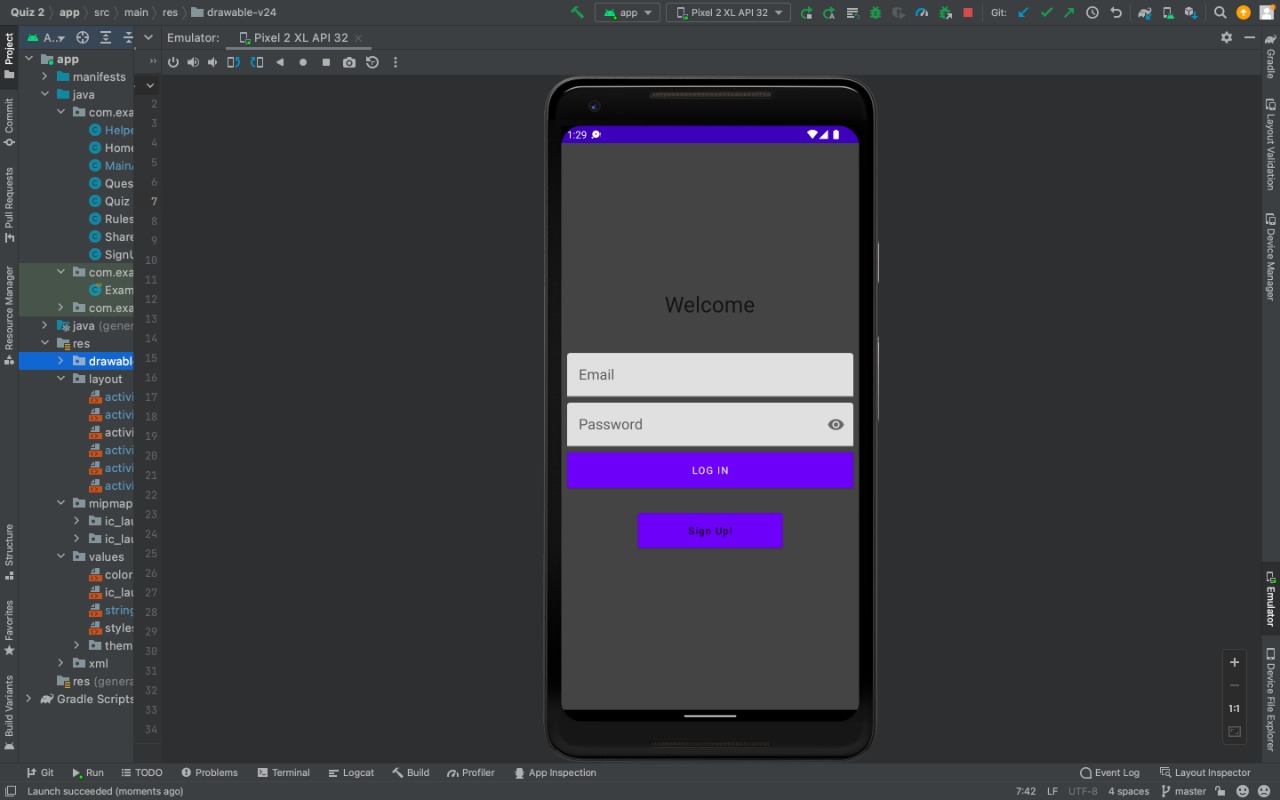 Quiz 2 app src main res drawable-v24
app Pixel 2 XL API 32 Git:
A... Emulator: Pixel 2 XL API 32
Project
Commit
Pull Requests
Resource Manager
Structure
Favorites
Build Variants
app
manifests
java
com.exa
Helpe
Home
MainA
Ques
Quiz
Rules
Share
SignU
com.exa
Exam
com.exa
java (gener
res
drawabl
layout
activi
activi
activi
activi
activi
activi
mipmap
ic_lau
ic_lau
values
color
ic_lau
string
styles
them
xml
res (genera
Gradle Scripts
2
3
4
5
6
7
8
9
10
11
12
13
14
15
16
17
18
19
20
21
22
23
24
25
26
27
28
29
30
31
32
33
34
1:29
Welcome
Email
Password
LOG IN
Sign Up!
Gradle
Layout Validation
Device Manager
Emulator
Device File Explorer
1:1
Git Run TODO Problems Terminal Logcat Build Profiler App Inspection Event Log Layout Inspector
Launch succeeded (moments ago) 7:42 LF UTF-8 4 spaces master